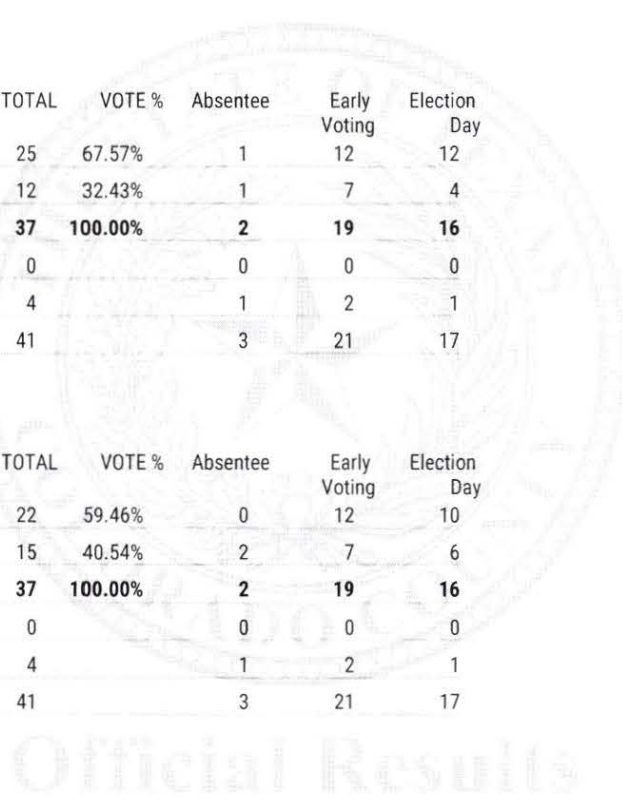 TOTAL VOTE % Absentee Early Voting Election Day
25 67.57% 1 12 12
12 32.43% 1 7 4
37 100.00% 2 19 16
0 0 0 0
4 1 2 1
41 3 21 17
TOTAL VOTE % Absentee Early Voting Election Day
22 59.46% 0 12 10
15 40.54% 2 7 6
37 100.00% 2 19 16
0 0 0 0
4 1 2 1
41 3 21 17
Official Results